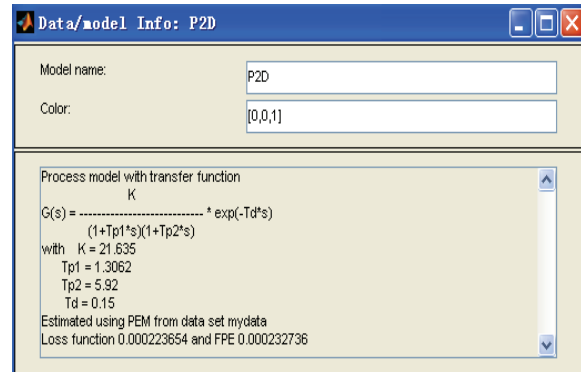 Data/model Info: P2D
Model name:
P2D
Color:
[0,0,1]
Process model with transfer function
K
G(s) = ---------------------------- * exp(-Td*s)
(1+Tp1*s)(1+Tp2*s)
with K = 21.635
Tp1 = 1.3062
Tp2 = 5.92
Td = 0.15
Estimated using PEM from data set mydata
Loss function 0.000223654 and FPE 0.000232736